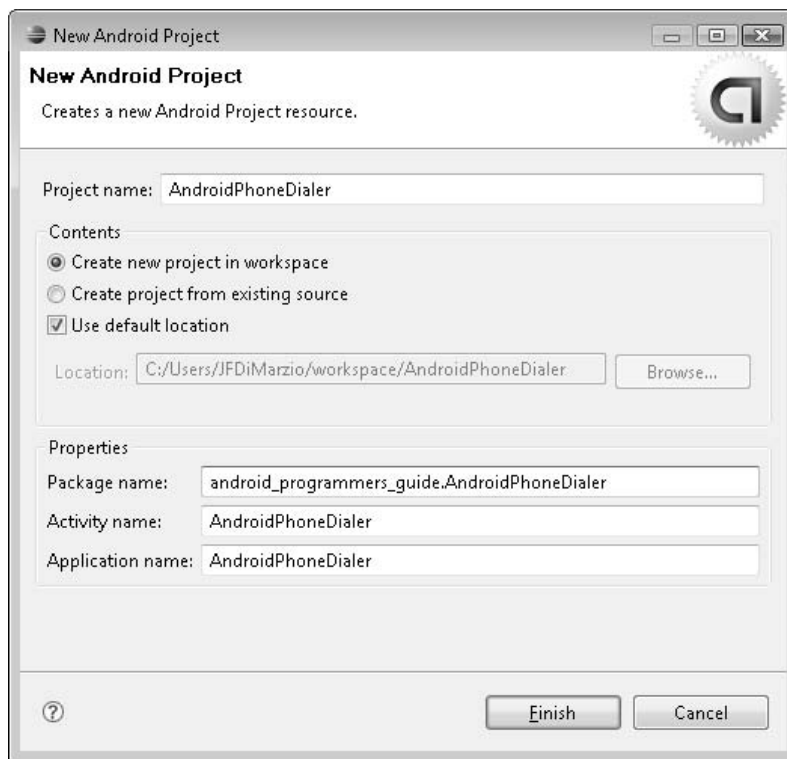 New Android Project
New Android Project
Creates a new Android Project resource.
Project name: AndroidPhoneDialer
Contents
Create new project in workspace
Create project from existing source
Use default location
Location: C:/Users/JFDiMarzio/workspace/AndroidPhoneDialer Browse...
Properties
Package name: android_programmers_guide.AndroidPhoneDialer
Activity name: AndroidPhoneDialer
Application name: AndroidPhoneDialer
? Finish Cancel